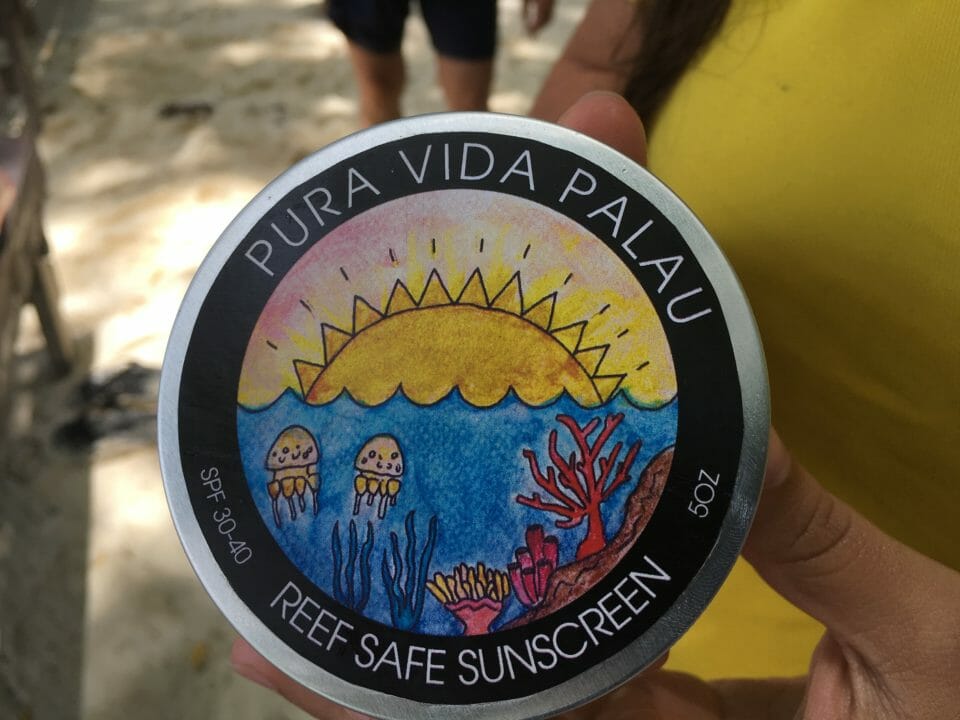 PURA VIDA PALAU
SPF 30-40
5OZ
REEF SAFE SUNSCREEN